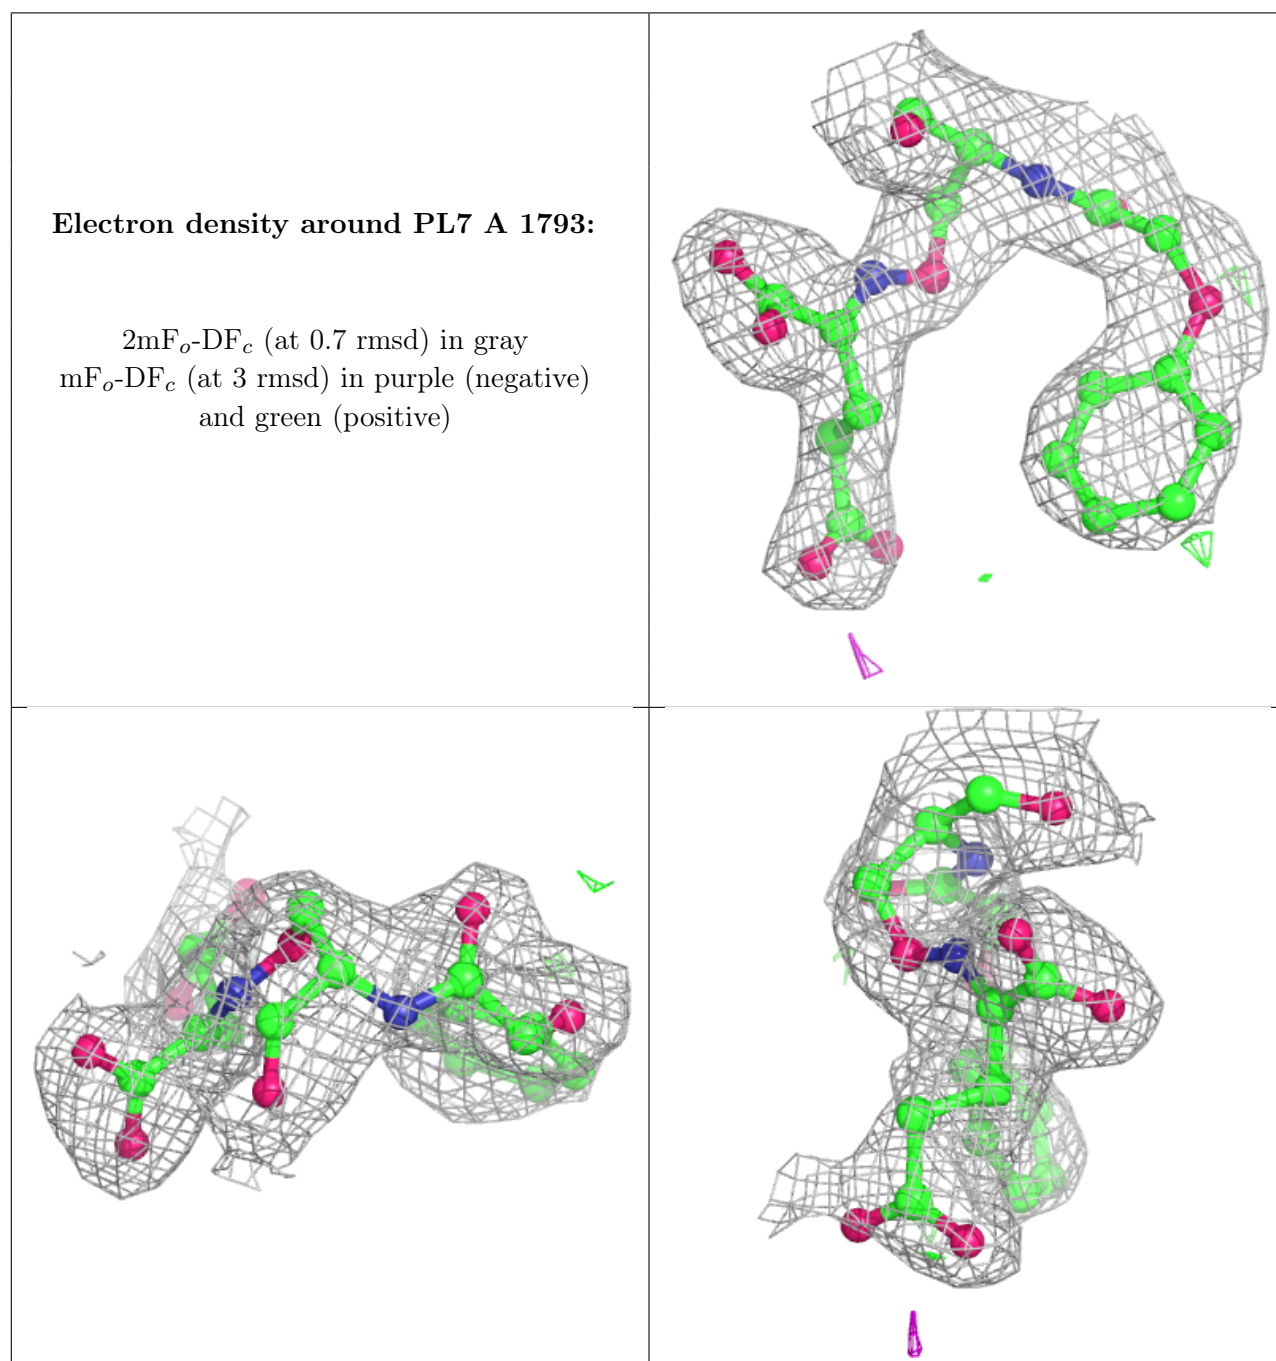 Electron density around PL7 A 1793:
2mFo-DFc (at 0.7 rmsd) in gray
mFo-DFc (at 3 rmsd) in purple (negative)
and green (positive)